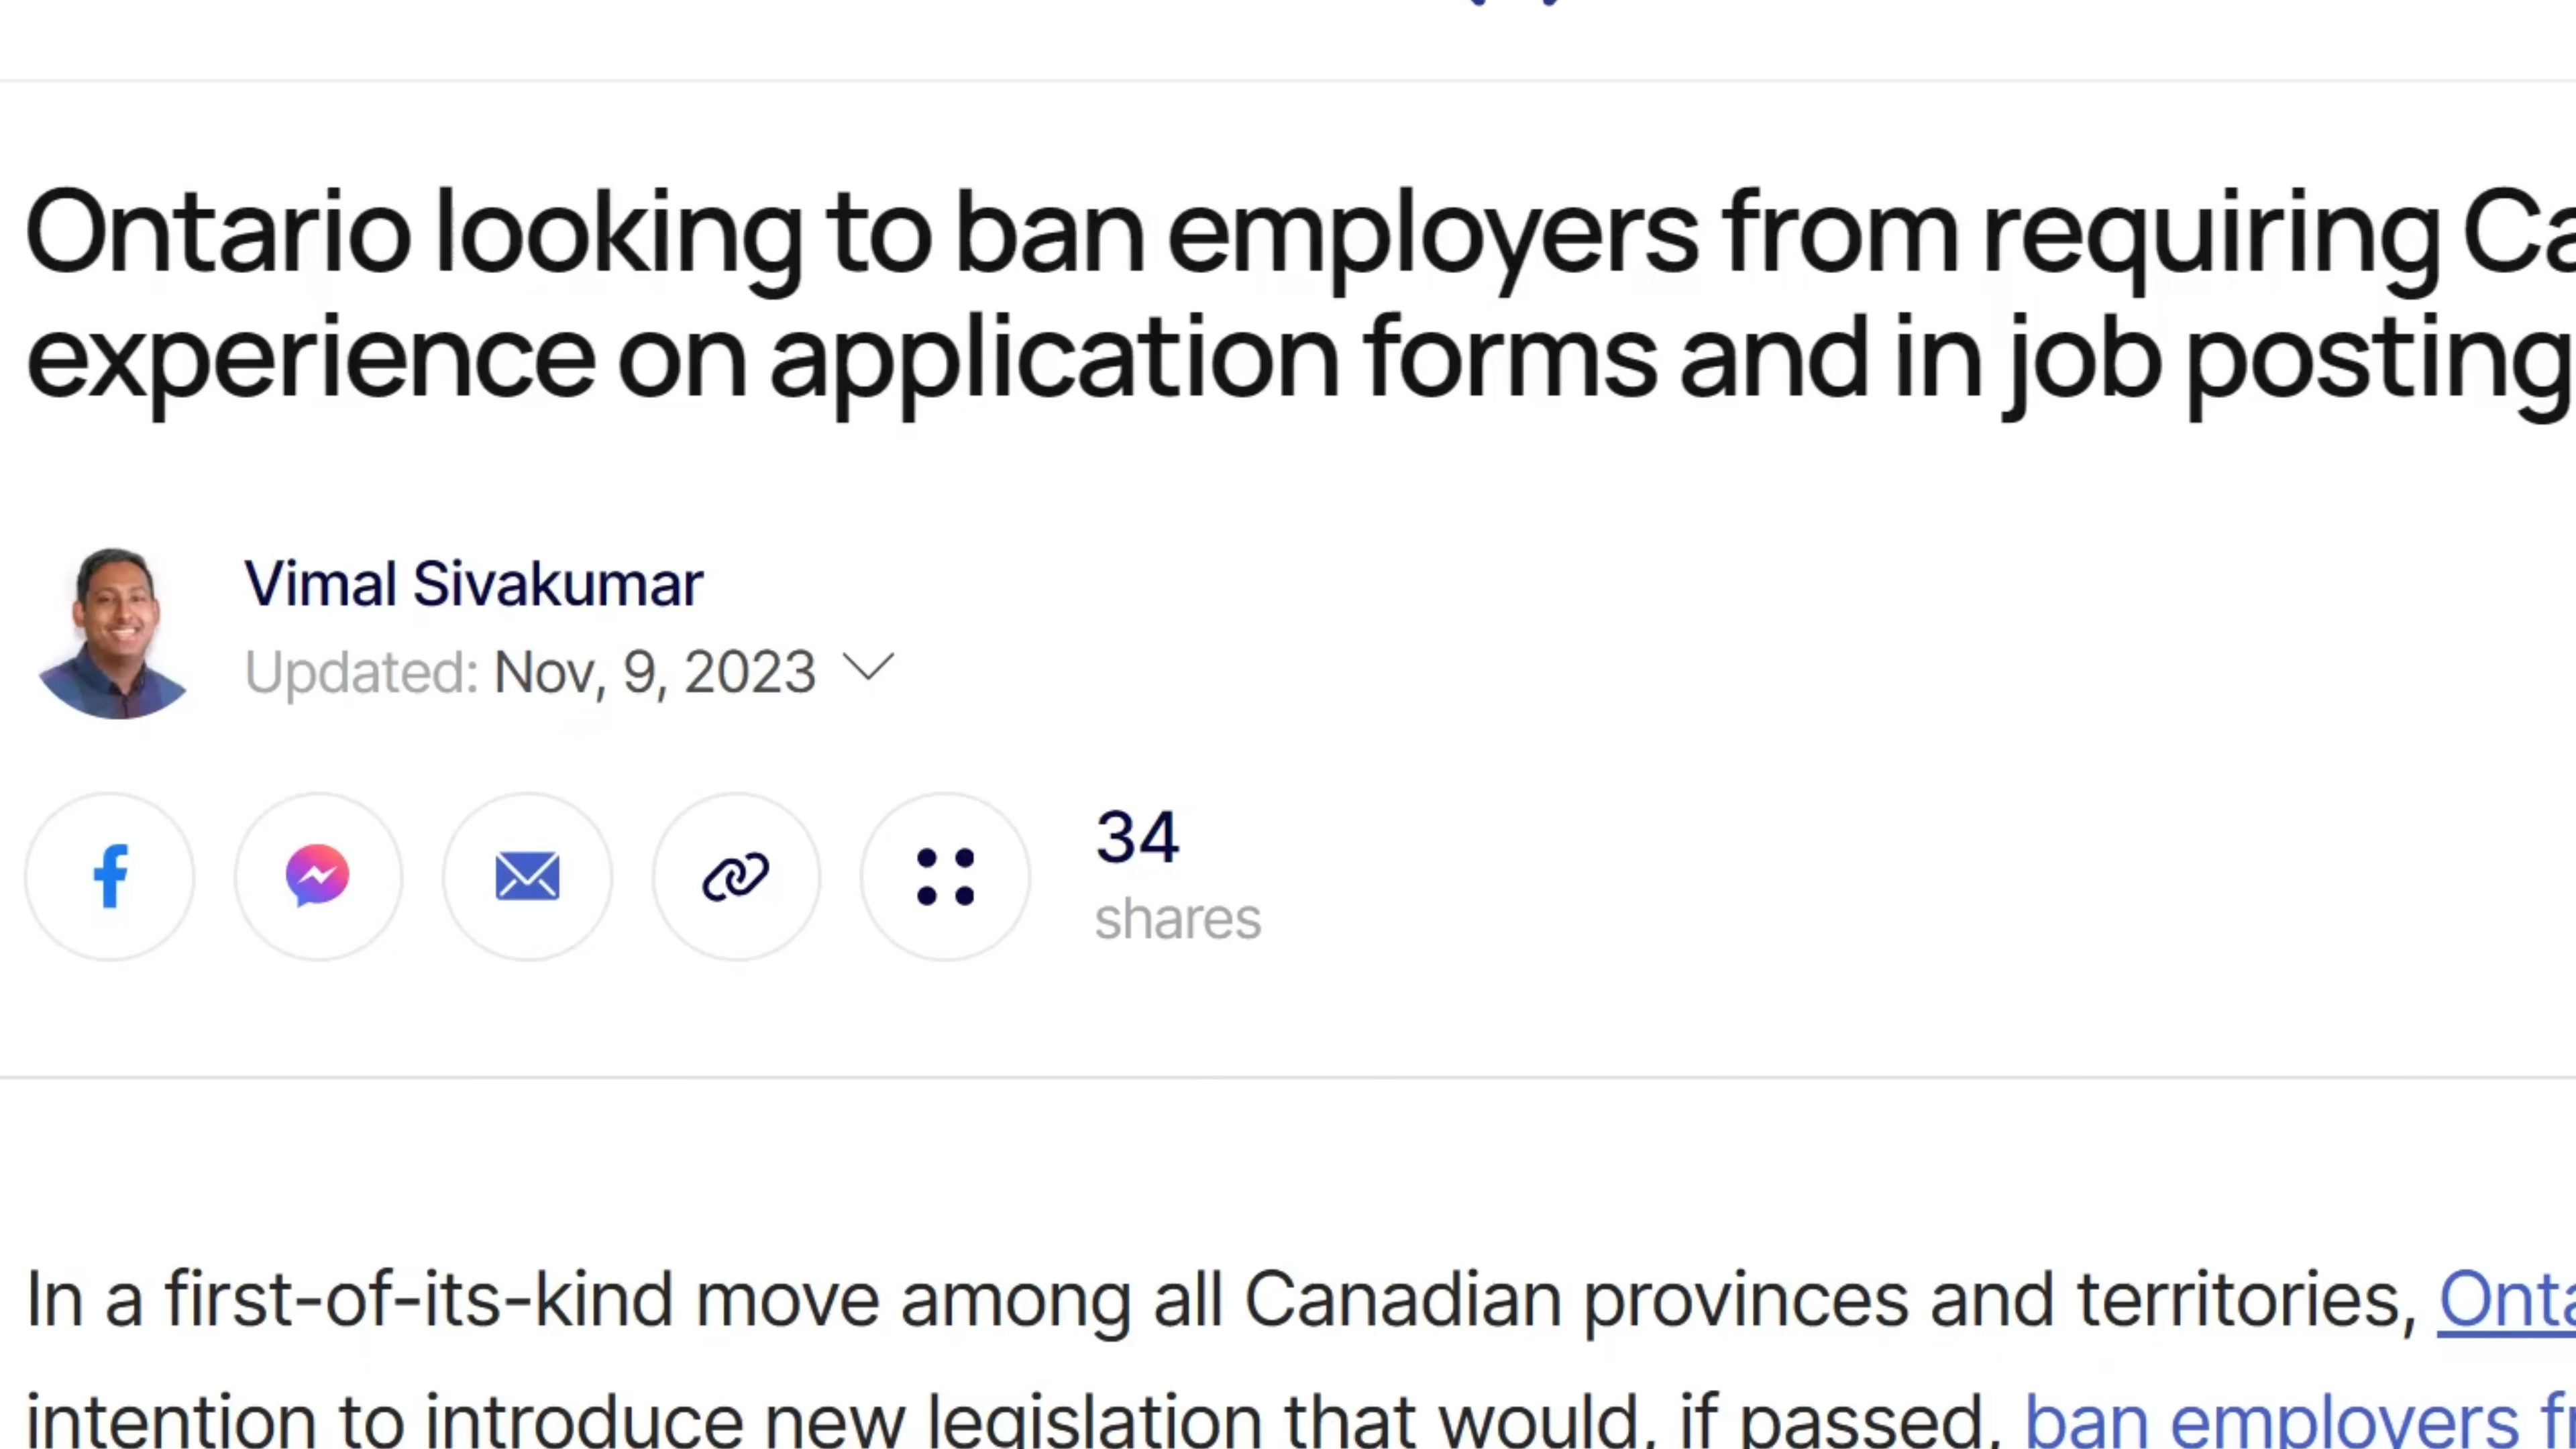 Ontario looking to ban employers from requiring
experience on application forms and in job posting
Vimal Sivakumar
Updated: Nov, 9, 2023
34
shares
In a first-of-its-kind move among all Canadian provinces and territories,
intention to introduce new legislation that would, if passed, ban employers